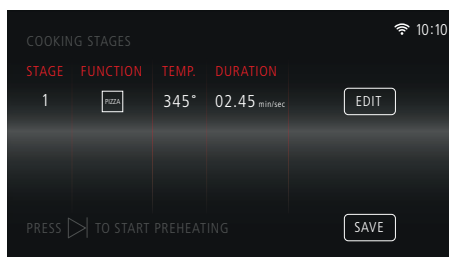 10:10
COOKING STAGES
STAGE FUNCTION TEMP. DURATION
1 PIZZA 345° 02.45 min/sec EDIT
PRESS TO START PREHEATING SAVE